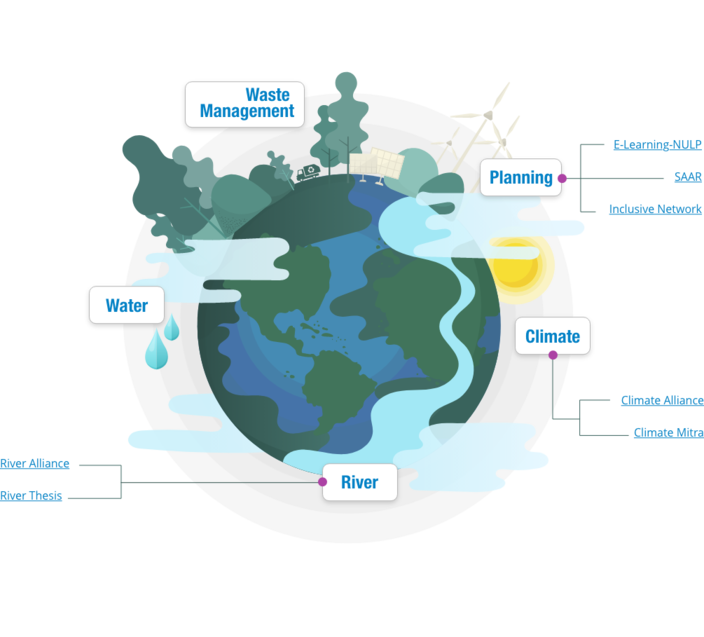 Waste
Management
E-Learning-NULP
Planning
SAAR
Inclusive Network
Water
Climate
Climate Alliance
Climate Mitra
River Alliance
River
River Thesis